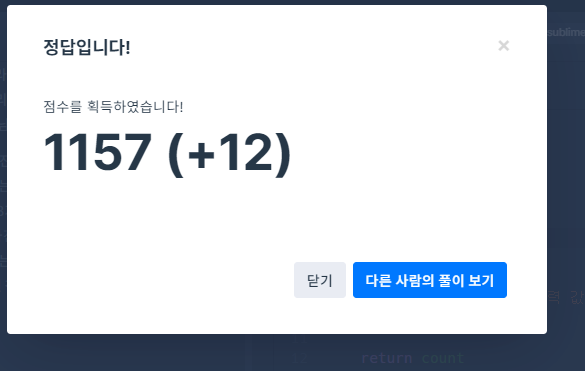 정답입니다!
×
sublime
점수를 획득하였습니다!
1157 (+12)
닫기
다른 사람의 풀이 보기
return count